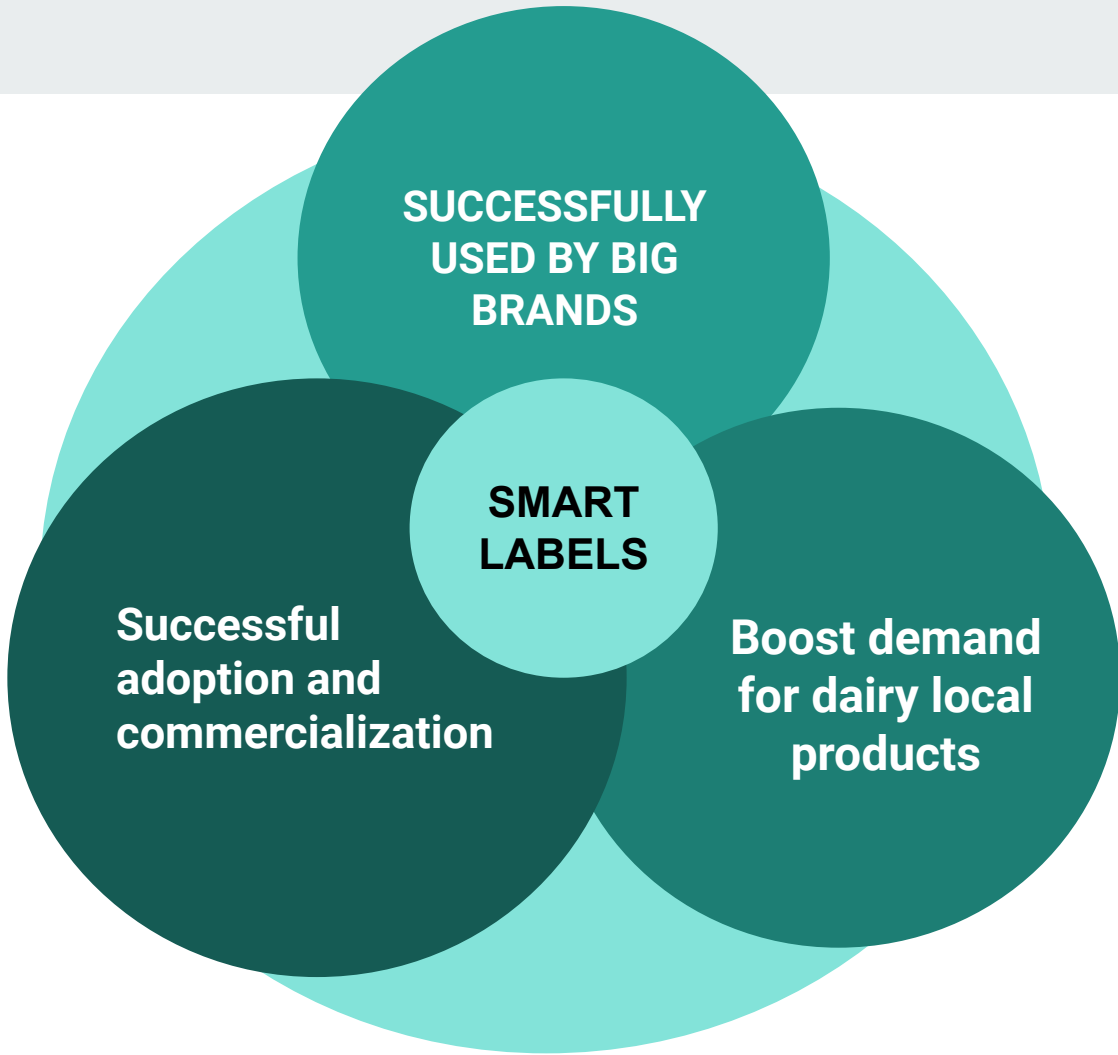 SUCCESSFULLY
USED BY BIG
BRANDS
SMART
LABELS
Successful
adoption and
commercialization
Boost demand
for dairy local
products